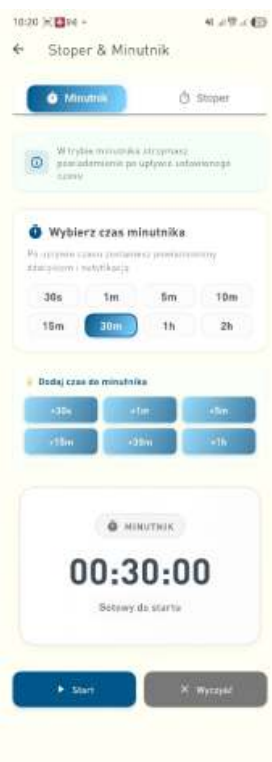 10:20
Stoper & Minutnik
Minutnik
Stoper
W trybie minutnika otrzymasz
powiadomienie po upływie ustawionego
czasu
Wybierz czas minutnika
Po upływie czasu zostaniesz powiadomiony
dzwonkiem i notyfikacją
30s 1m 5m 10m
15m 30m 1h 2h
Dodaj czas do minutnika
+30s +1m +5m
+15m +30m +1h
MINUTNIK
00:30:00
Gotowy do startu
Start
Wyczyść